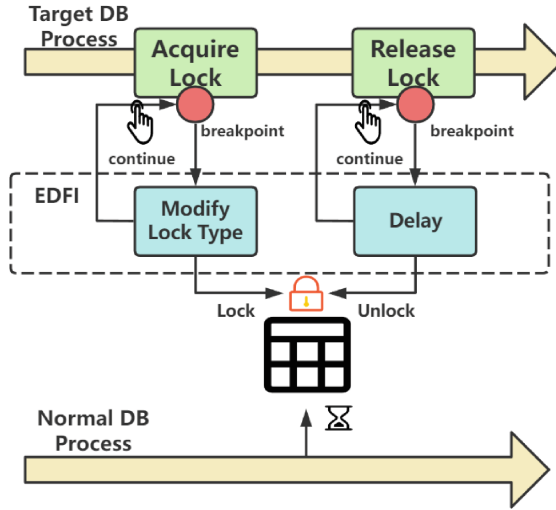 Target DB
Process
Acquire
Lock
Release
Lock
breakpoint
breakpoint
continue
continue
EDFI
Modify
Lock Type
Delay
Lock
Unlock
Normal DB
Process